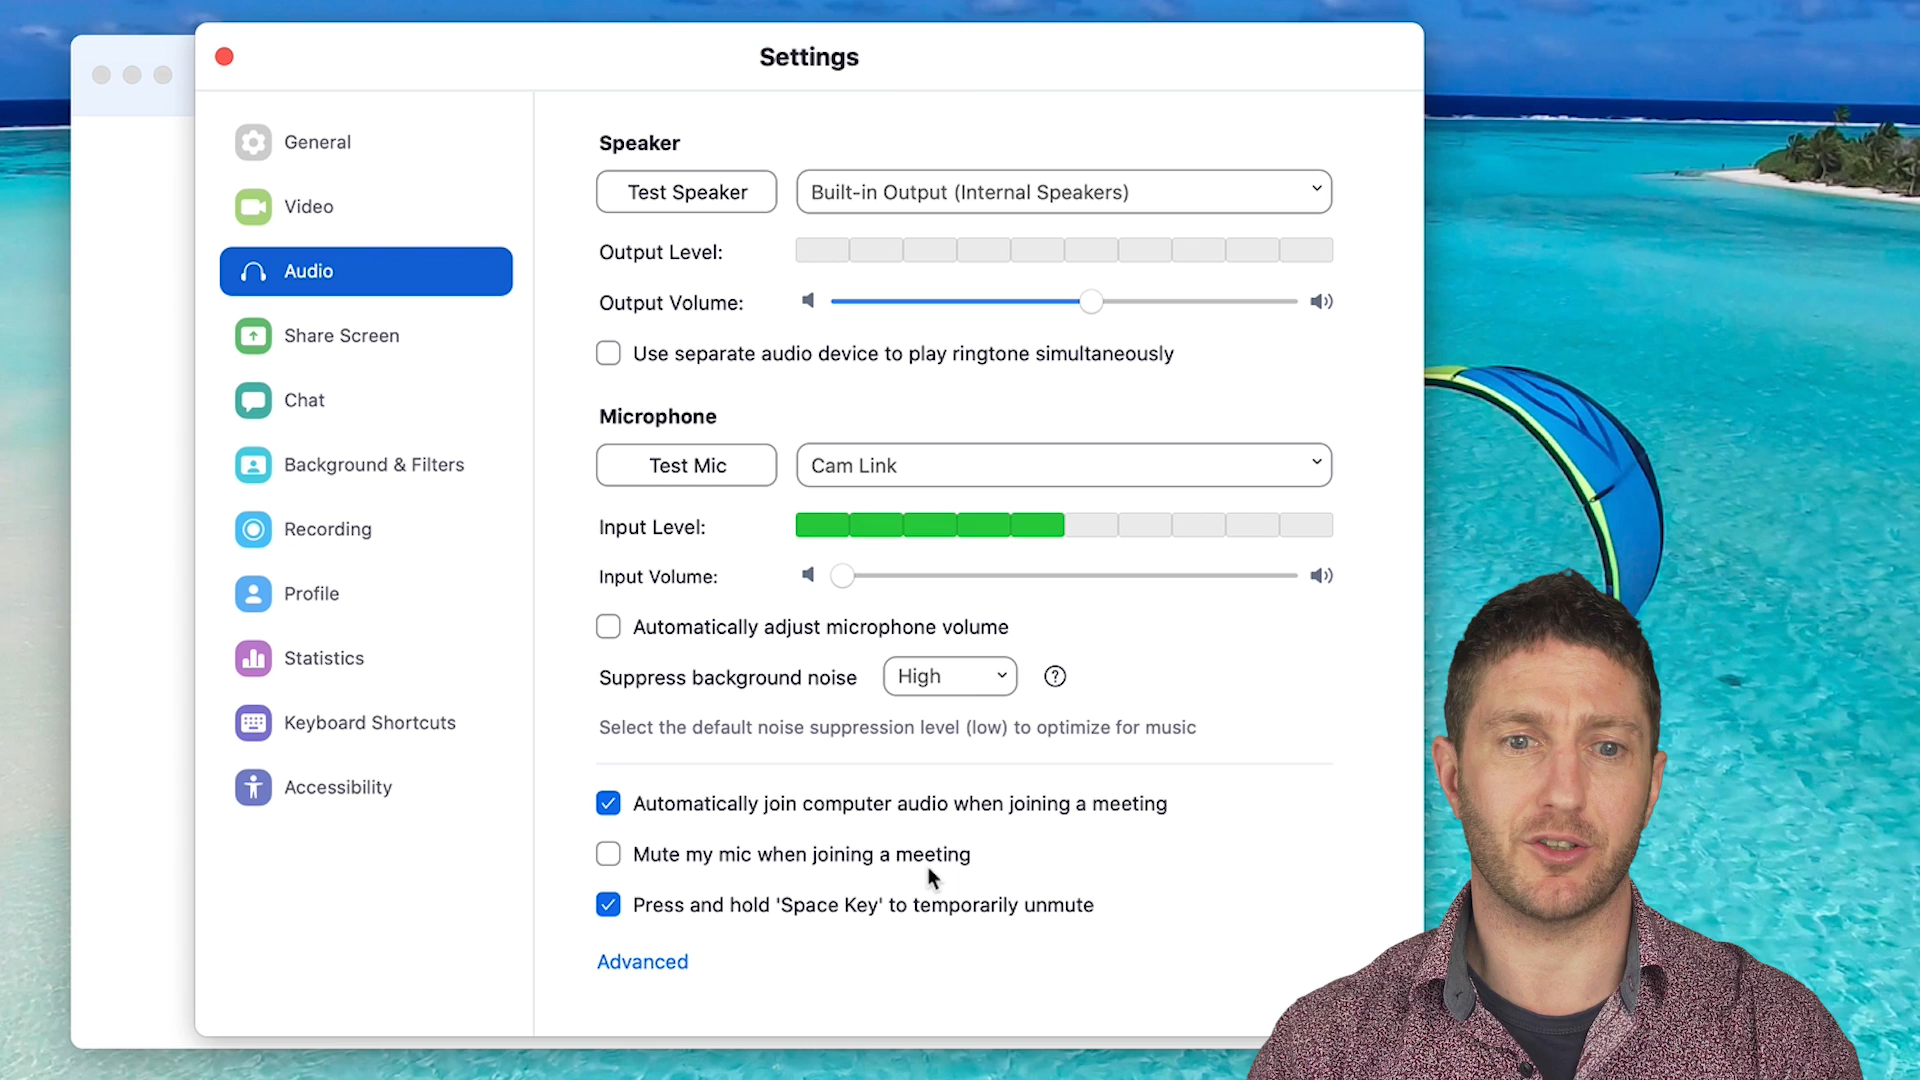 Settings
General
Video
Audio
Share Screen
Chat
Background & Filters
Recording
Profile
Statistics
Keyboard Shortcuts
Accessibility
Speaker
Test Speaker Built-in Output (Internal Speakers)
Output Level:
Output Volume:
Use separate audio device to play ringtone simultaneously
Microphone
Test Mic Cam Link
Input Level:
Input Volume:
Automatically adjust microphone volume
Suppress background noise High ?
Select the default noise suppression level (low) to optimize for music
Automatically join computer audio when joining a meeting
Mute my mic when joining a meeting
Press and hold 'Space Key' to temporarily unmute
Advanced